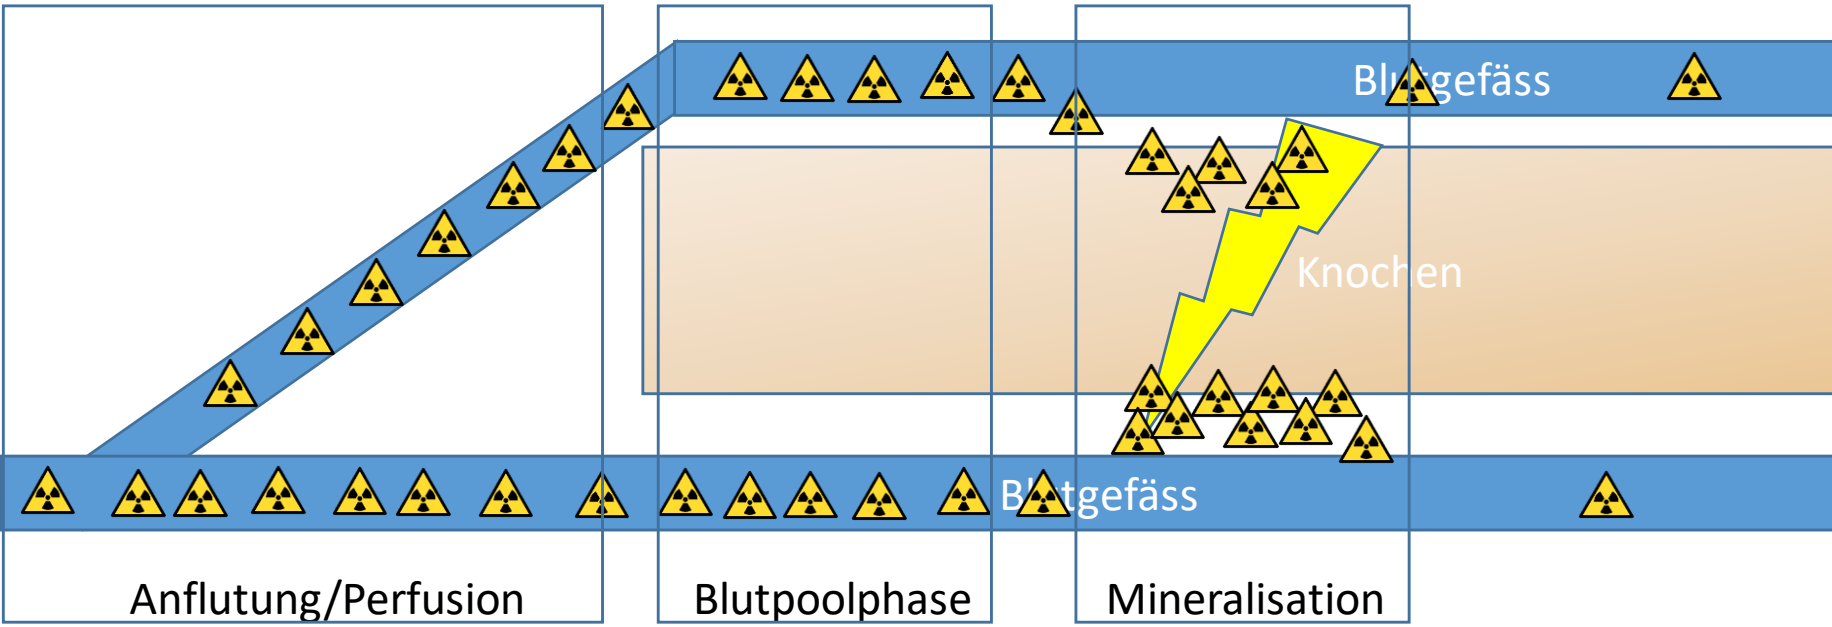 Blutgefäss
Knochen
Blutgefäss
Anflutung/Perfusion
Blutpoolphase
Mineralisation